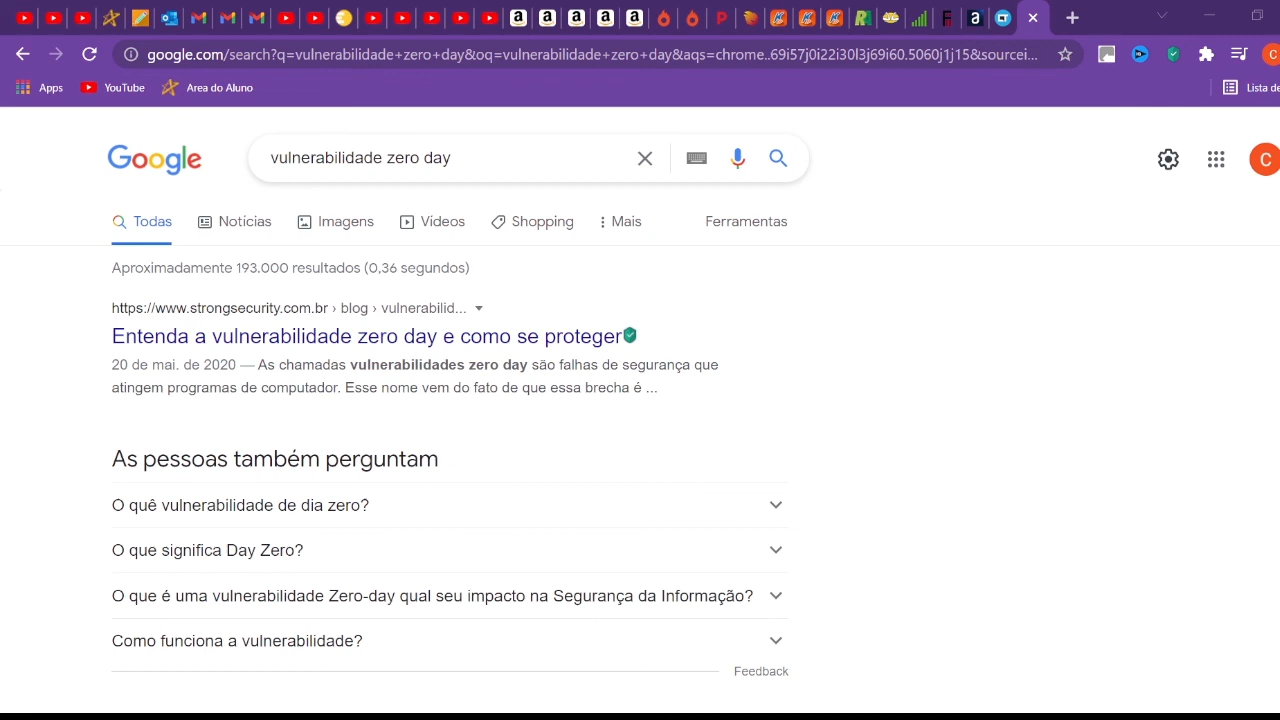 google.com/search?q=vulnerabilidade+zero+day&oq=vulnerabilidade+zero+day&aqs=chrome..69i57j0i22i30l3j69i60.5060j1j15&sourcei...
C
Apps
YouTube
Area do Aluno
Lista de
Google
vulnerabilidade zero day
C
Todas
Notícias
Imagens
Vídeos
Shopping
Mais
Ferramentas
Aproximadamente 193.000 resultados (0,36 segundos)
https://www.strongsecurity.com.br › blog › vulnerabilid...
Entenda a vulnerabilidade zero day e como se proteger
20 de mai. de 2020 — As chamadas vulnerabilidades zero day são falhas de segurança que
atingem programas de computador. Esse nome vem do fato de que essa brecha é ...
As pessoas também perguntam
O quê vulnerabilidade de dia zero?
O que significa Day Zero?
O que é uma vulnerabilidade Zero-day qual seu impacto na Segurança da Informação?
Como funciona a vulnerabilidade?
Feedback